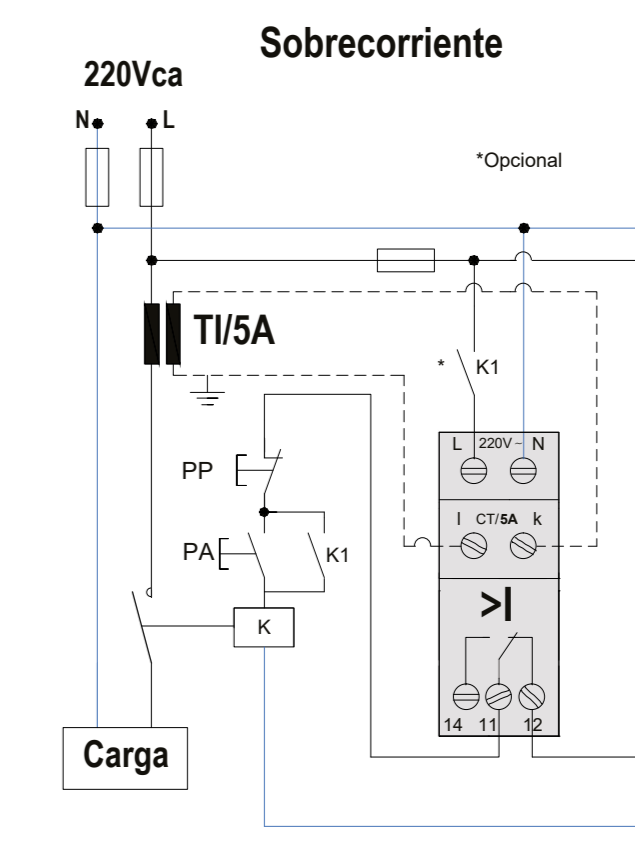 Sobrecorriente
220Vca
N L
*Opcional
TI/5A
* K1
L 220V~ N
PP
l CT/5A k
PA K1
>I
K
14 11 12
Carga